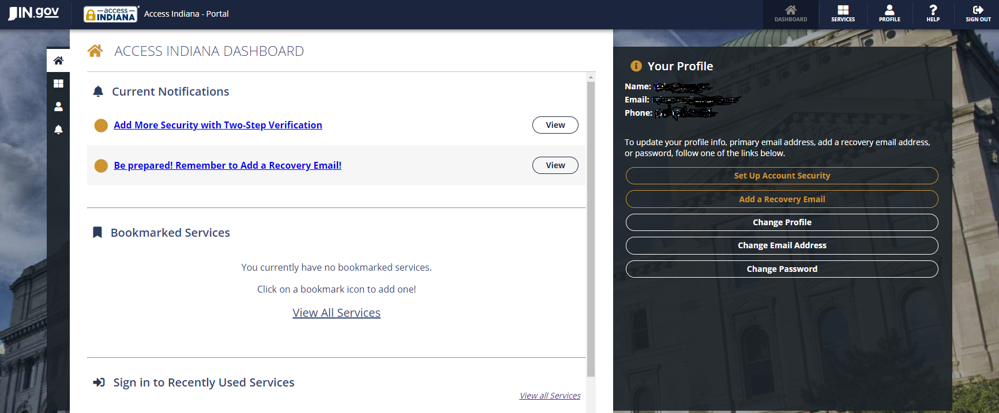 IN.gov
access
INDIANA
Access Indiana - Portal
DASHBOARD
SERVICES
PROFILE
HELP
SIGN OUT
ACCESS INDIANA DASHBOARD
Current Notifications
Add More Security with Two-Step Verification
View
Be prepared! Remember to Add a Recovery Email!
View
Bookmarked Services
You currently have no bookmarked services.
Click on a bookmark icon to add one!
View All Services
Sign in to Recently Used Services
View all Services
Your Profile
Name:
Email:
Phone:
To update your profile info, primary email address, add a recovery email address,
or password, follow one of the links below.
Set Up Account Security
Add a Recovery Email
Change Profile
Change Email Address
Change Password